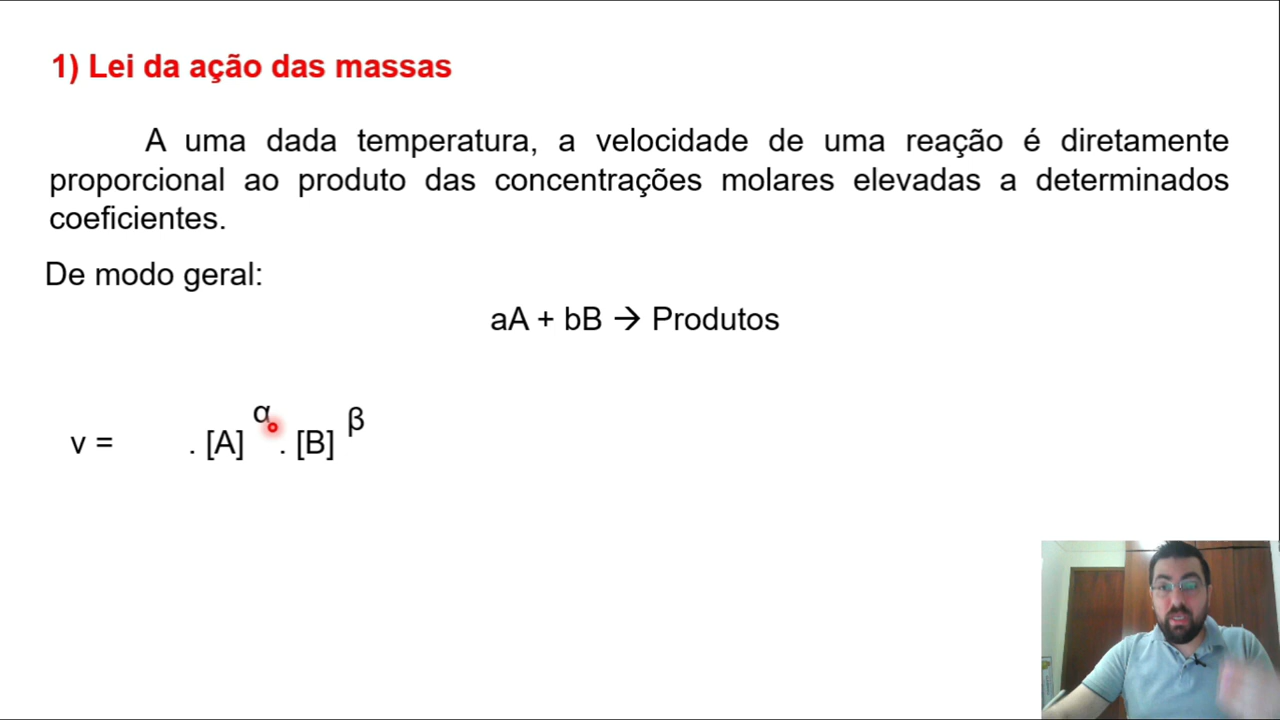 1) Lei da ação das massas
A uma dada temperatura, a velocidade de uma reação é diretamente
proporcional ao produto das concentrações molares elevadas a determinados
coeficientes.
De modo geral:
aA + bB → Produtos
v = . [A] α . [B] β